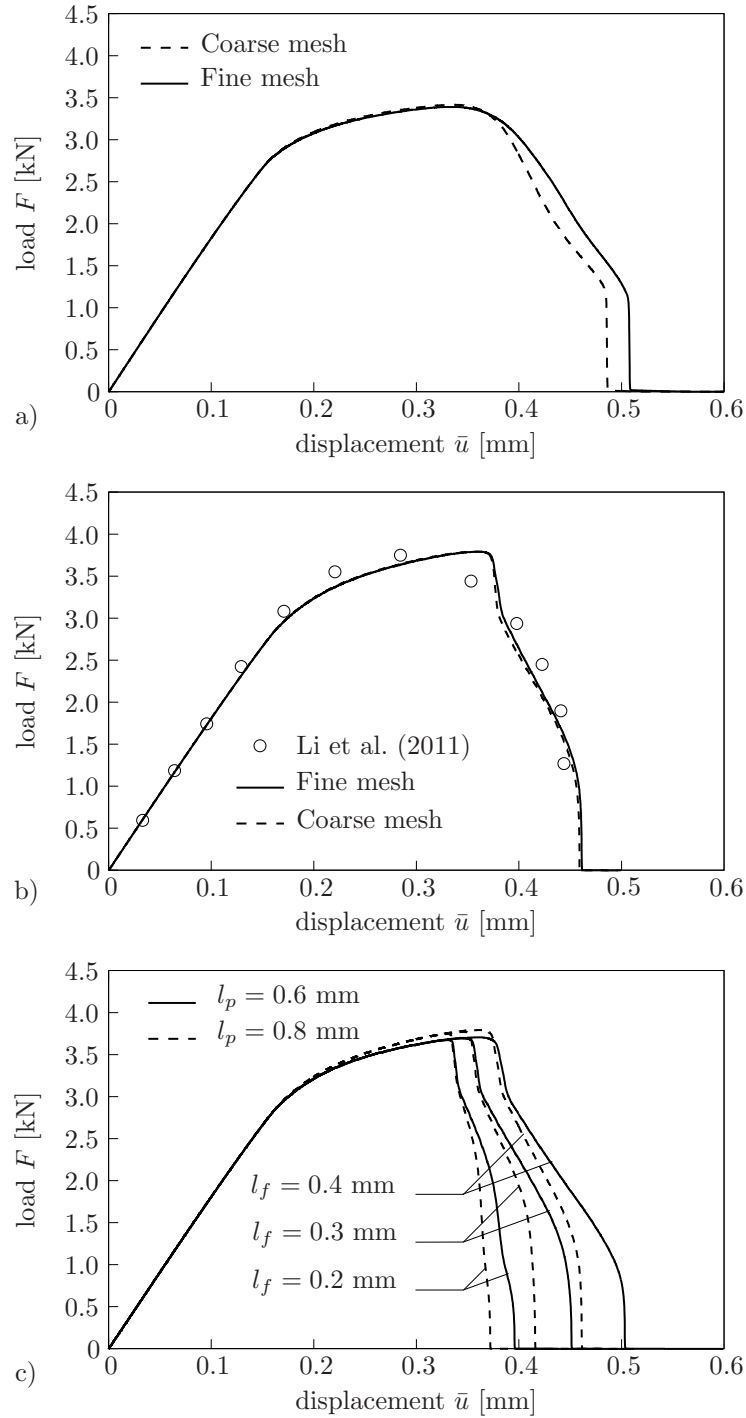 4.5
4.0
3.5
3.0
2.5
2.0
1.5
1.0
0.5
0
load F [kN]
Coarse mesh
Fine mesh
0 0.1 0.2 0.3 0.4 0.5 0.6
displacement ū [mm]
a)
4.5
4.0
3.5
3.0
2.5
2.0
1.5
1.0
0.5
0
load F [kN]
Li et al. (2011)
Fine mesh
Coarse mesh
0 0.1 0.2 0.3 0.4 0.5 0.6
displacement ū [mm]
b)
4.5
4.0
3.5
3.0
2.5
2.0
1.5
1.0
0.5
0
load F [kN]
l_p = 0.6 mm
l_p = 0.8 mm
l_f = 0.4 mm
l_f = 0.3 mm
l_f = 0.2 mm
0 0.1 0.2 0.3 0.4 0.5 0.6
displacement ū [mm]
c)